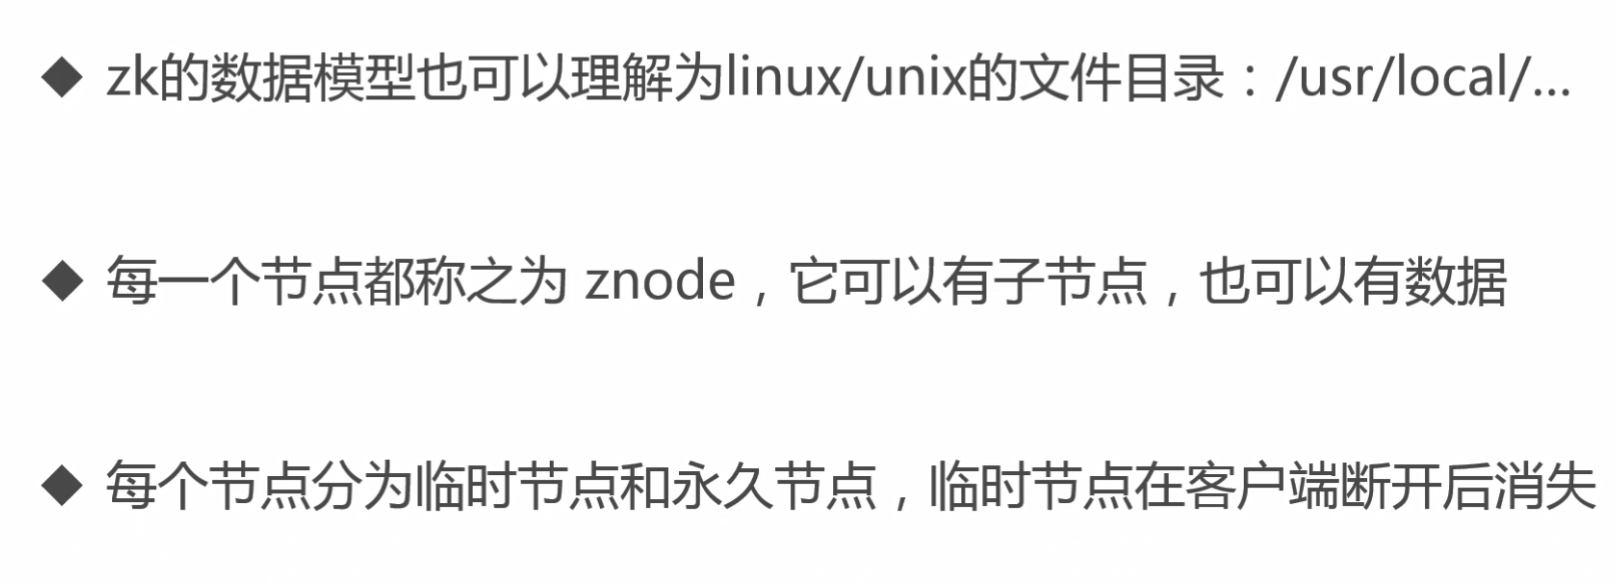 ◆ zk的数据模型也可以理解为linux/unix的文件目录：/usr/local/...
◆ 每一个节点都称之为 znode，它可以有子节点，也可以有数据
◆ 每个节点分为临时节点和永久节点，临时节点在客户端断开后消失